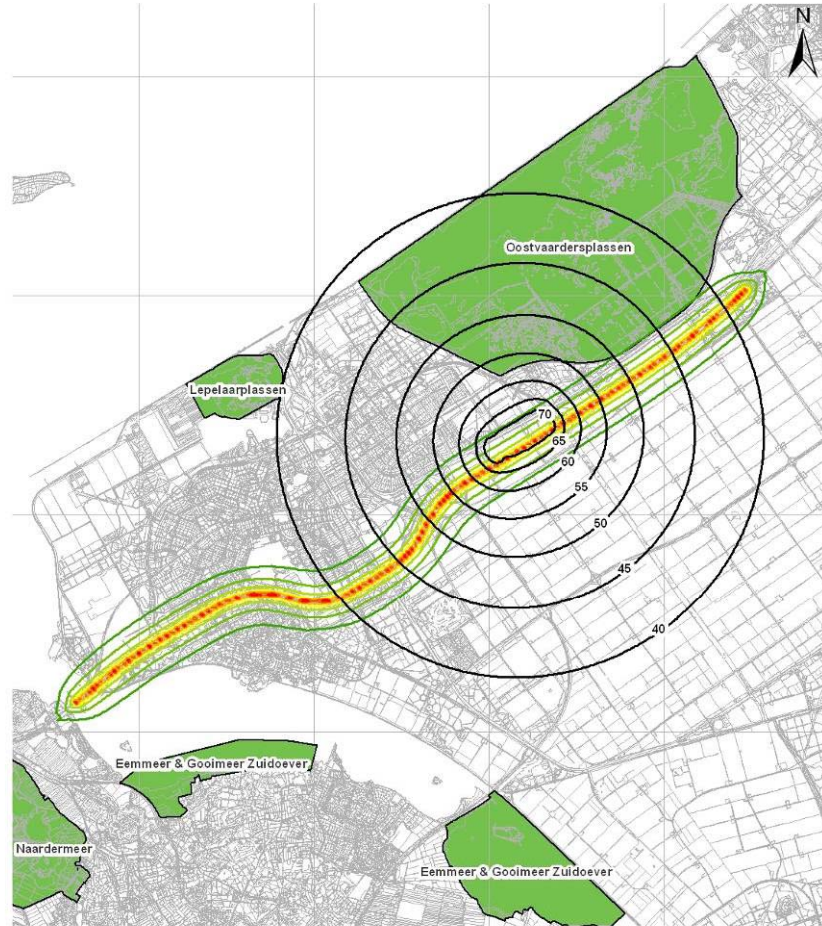 N
Oostvaardersplassen
Lepelaarplassen
70
65
60
55
50
45
40
Eemmeer & Gooimeer Zuidoever
Naardermeer
Eemmeer & Gooimeer Zuidoever